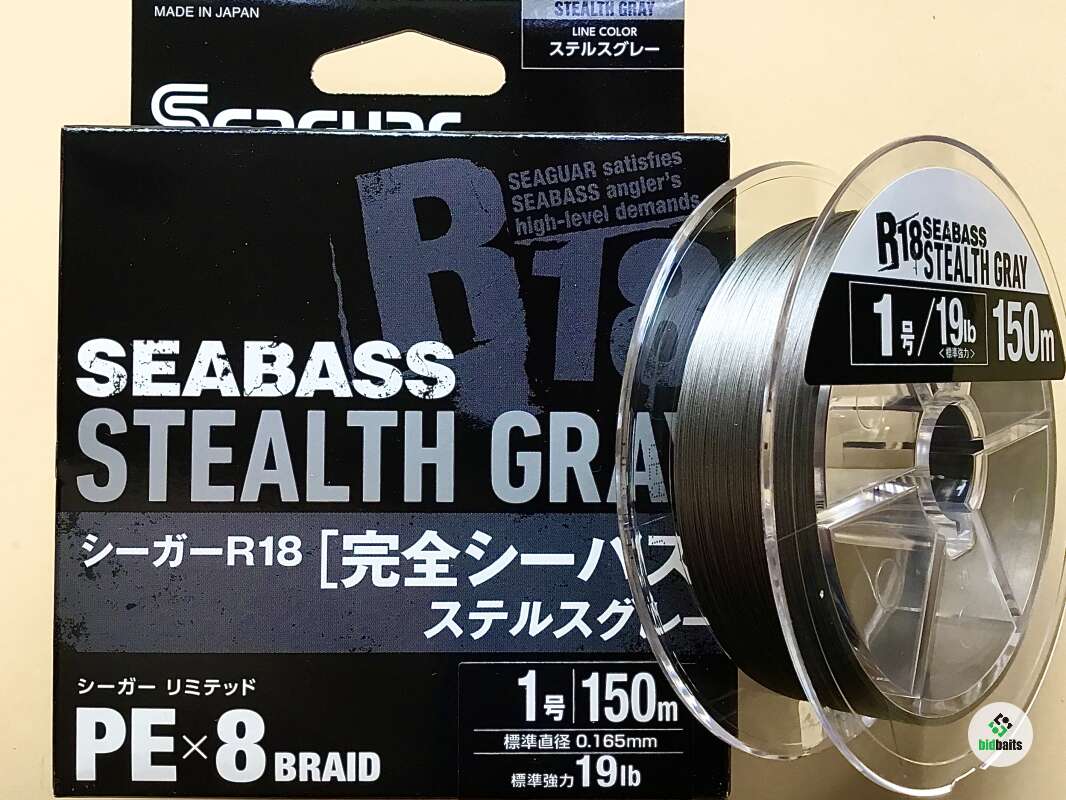 MADE IN JAPAN
STEALTH GRAY
LINE COLOR
ステルスグレー
Seaguar
R18
SEAGUAR satisfies
SEABASS angler's
high-level demands
SEABASS
STEALTH GRAY
シーガーR18 [完全シーバス
ステルスグレー
シーガー リミテッド
PE×8 BRAID
1号 150m
標準直径 0.165mm
標準強力 19lb
R18 SEABASS
STEALTH GRAY
1号/19lb 150m
<標準強力>
bidbaits